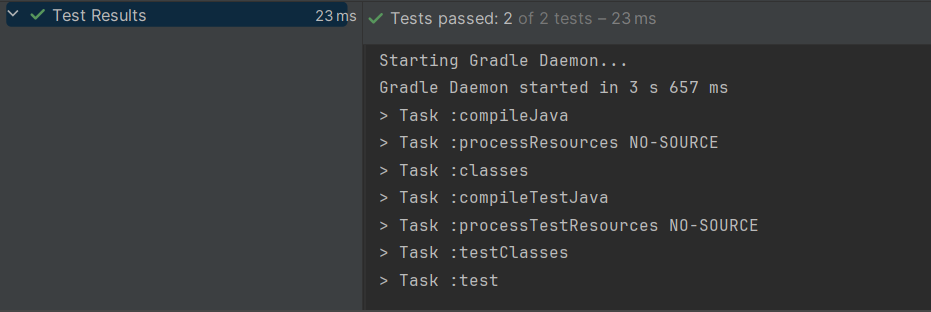 Test Results 23 ms
Tests passed: 2 of 2 tests – 23 ms
Starting Gradle Daemon...
Gradle Daemon started in 3 s 657 ms
> Task :compileJava
> Task :processResources NO-SOURCE
> Task :classes
> Task :compileTestJava
> Task :processTestResources NO-SOURCE
> Task :testClasses
> Task :test